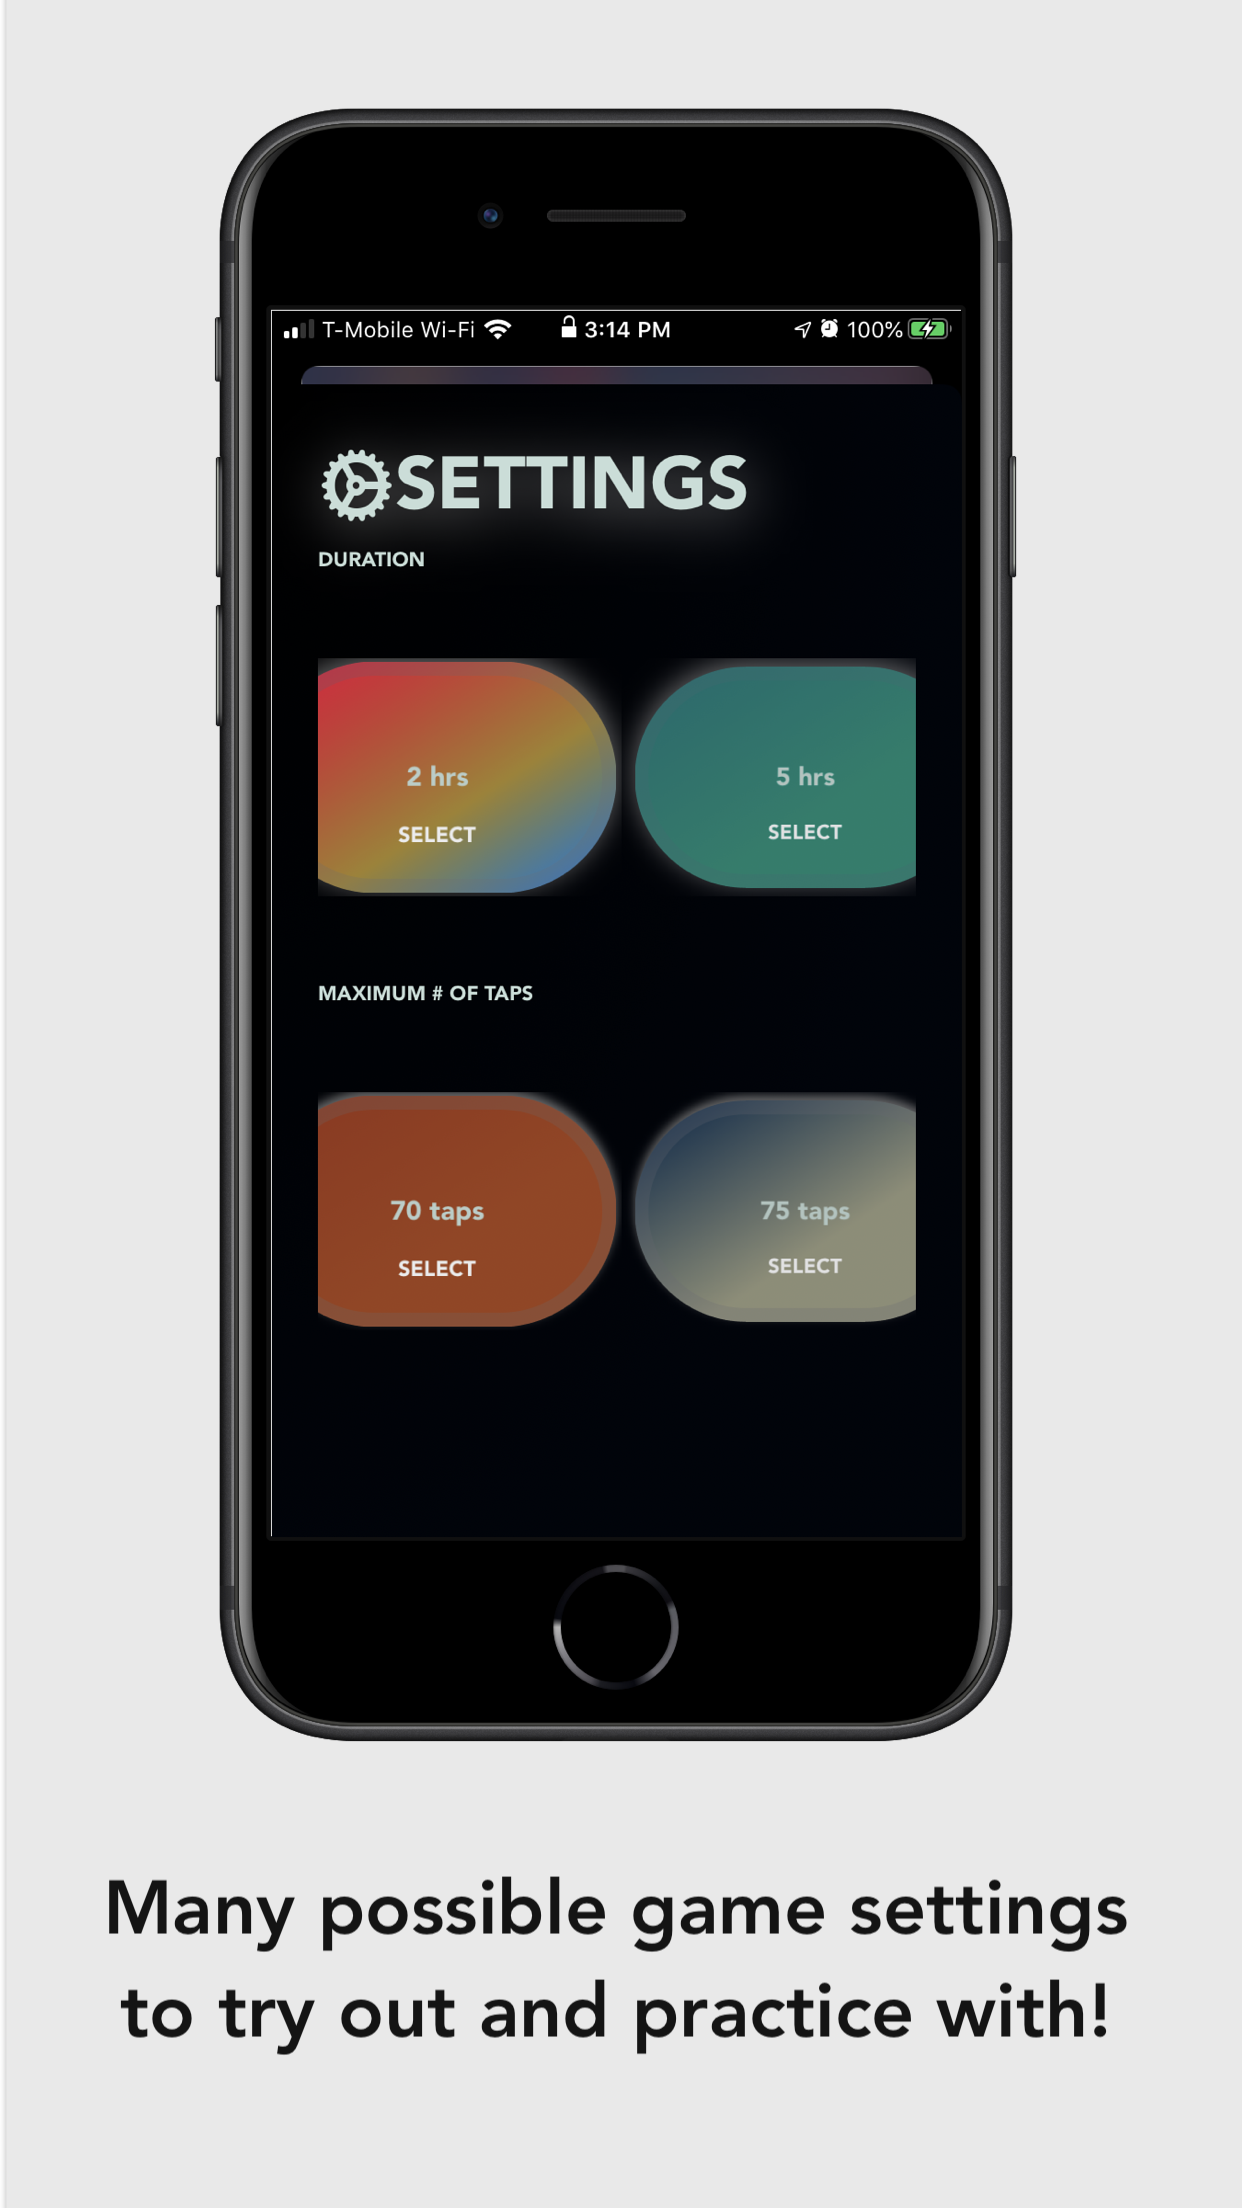 T-Mobile Wi-Fi 3:14 PM 100%
SETTINGS
DURATION
2 hrs 5 hrs
SELECT SELECT
MAXIMUM # OF TAPS
70 taps 75 taps
SELECT SELECT
Many possible game settings
to try out and practice with!